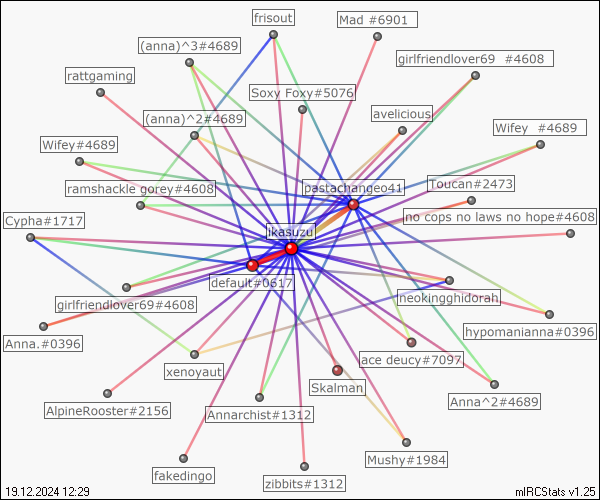 frisout
Mad #6901
(anna)^3#4689
girlfriendlover69 #4608
rattgaming
Soxy Foxy#5076
avelicious
(anna)^2#4689
Wifey #4689
Wifey#4689
pastachangeo41
Toucan#2473
ramshackle gorey#4608
no cops no laws no hope#4608
Cypha#1717
ikasuzu
default#0617
neokingghidorah
girlfriendlover69#4608
hypomanianna#0396
Anna.#0396
ace deucy#7097
xenoyaut
Skalman
AlpineRooster#2156
Annarchist#1312
Anna^2#4689
Mushy#1984
fakedingo
zibbits#1312
19.12.2024 12:29
mIRCStats v1.25